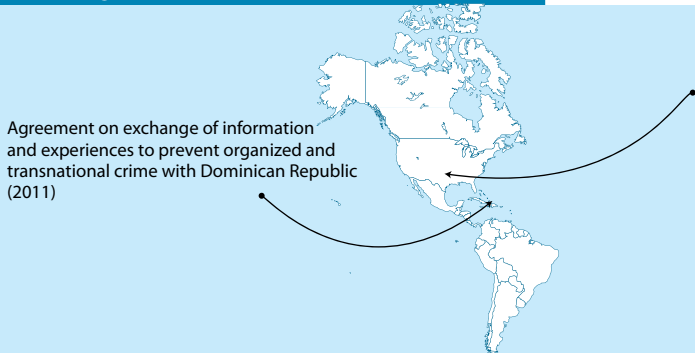 Agreement on exchange of information
and experiences to prevent organized and
transnational crime with Dominican Republic
(2011)